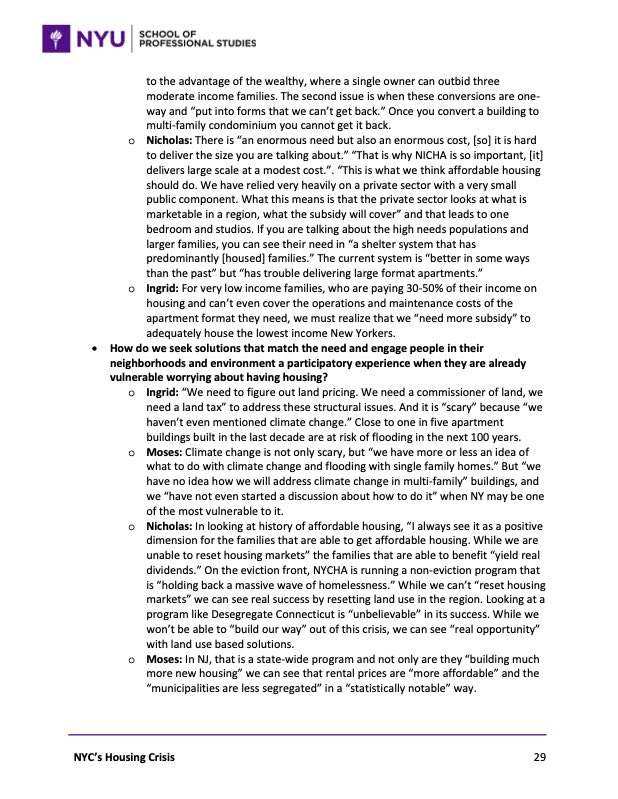 NYU
SCHOOL OF
PROFESSIONAL STUDIES
to the advantage of the wealthy, where a single owner can outbid three
moderate income families. The second issue is when these conversions are one-
way and “put into forms that we can’t get back.” Once you convert a building to
multi-family condominium you cannot get it back.
o Nicholas: There is “an enormous need but also an enormous cost, [so] it is hard
to deliver the size you are talking about.” “That is why NICHA is so important, [it]
delivers large scale at a modest cost.”. “This is what we think affordable housing
should do. We have relied very heavily on a private sector with a very small
public component. What this means is that the private sector looks at what is
marketable in a region, what the subsidy will cover” and that leads to one
bedroom and studios. If you are talking about the high needs populations and
larger families, you can see their need in “a shelter system that has
predominantly [housed] families.” The current system is “better in some ways
than the past” but “has trouble delivering large format apartments.”
o Ingrid: For very low income families, who are paying 30-50% of their income on
housing and can’t even cover the operations and maintenance costs of the
apartment format they need, we must realize that we “need more subsidy” to
adequately house the lowest income New Yorkers.
• How do we seek solutions that match the need and engage people in their
neighborhoods and environment a participatory experience when they are already
vulnerable worrying about having housing?
o Ingrid: “We need to figure out land pricing. We need a commissioner of land, we
need a land tax” to address these structural issues. And it is “scary” because “we
haven’t even mentioned climate change.” Close to one in five apartment
buildings built in the last decade are at risk of flooding in the next 100 years.
o Moses: Climate change is not only scary, but “we have more or less an idea of
what to do with climate change and flooding with single family homes.” But “we
have no idea how we will address climate change in multi-family” buildings, and
we “have not even started a discussion about how to do it” when NY may be one
of the most vulnerable to it.
o Nicholas: In looking at history of affordable housing, “I always see it as a positive
dimension for the families that are able to get affordable housing. While we are
unable to reset housing markets” the families that are able to benefit “yield real
dividends.” On the eviction front, NYCHA is running a non-eviction program that
is “holding back a massive wave of homelessness.” While we can’t “reset housing
markets” we can see real success by resetting land use in the region. Looking at a
program like Desegregate Connecticut is “unbelievable” in its success. While we
won’t be able to “build our way” out of this crisis, we can see “real opportunity”
with land use based solutions.
o Moses: In NJ, that is a state-wide program and not only are they “building much
more new housing” we can see that rental prices are “more affordable” and the
“municipalities are less segregated” in a “statistically notable” way.
NYC’s Housing Crisis
29